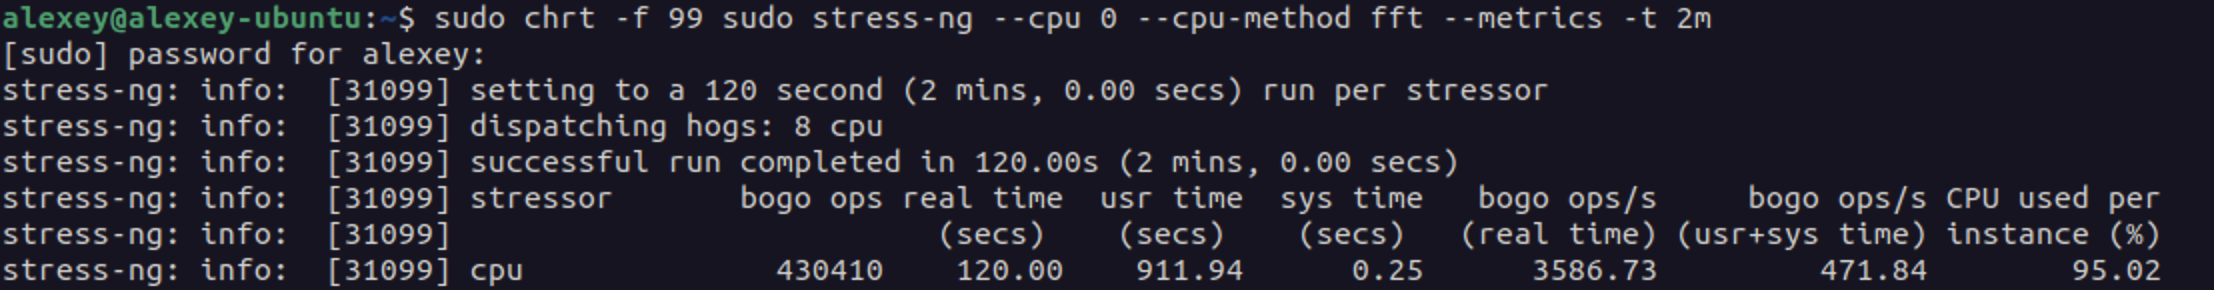 alexey@alexey-ubuntu:~$ sudo chrt -f 99 sudo stress-ng --cpu 0 --cpu-method fft --metrics -t 2m
[sudo] password for alexey:
stress-ng: info:  [31099] setting to a 120 second (2 mins, 0.00 secs) run per stressor
stress-ng: info:  [31099] dispatching hogs: 8 cpu
stress-ng: info:  [31099] successful run completed in 120.00s (2 mins, 0.00 secs)
stress-ng: info:  [31099] stressor       bogo ops real time  usr time  sys time   bogo ops/s     bogo ops/s CPU used per
stress-ng: info:  [31099]                           (secs)    (secs)    (secs)   (real time) (usr+sys time) instance (%)
stress-ng: info:  [31099] cpu              430410    120.00    911.94      0.25      3586.73         471.84        95.02